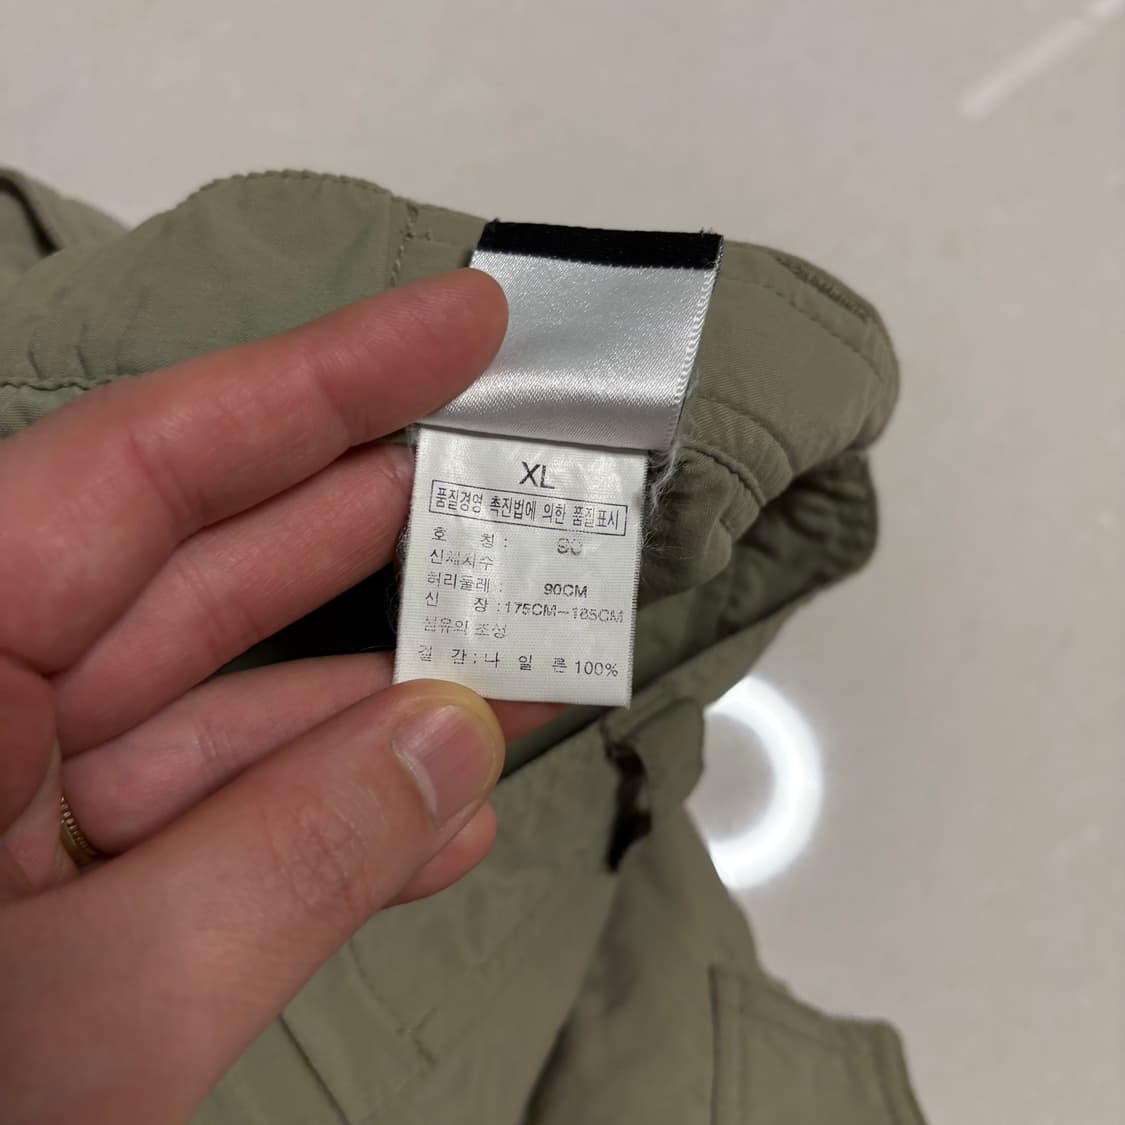 XL
품질경영 촉진법에 의한 품질표시
호 칭 : 90
신체치수
허리둘레 : 90CM
신 장 : 175CM-185CM
섬유의 조성
겉 감 : 나 일 론 100%